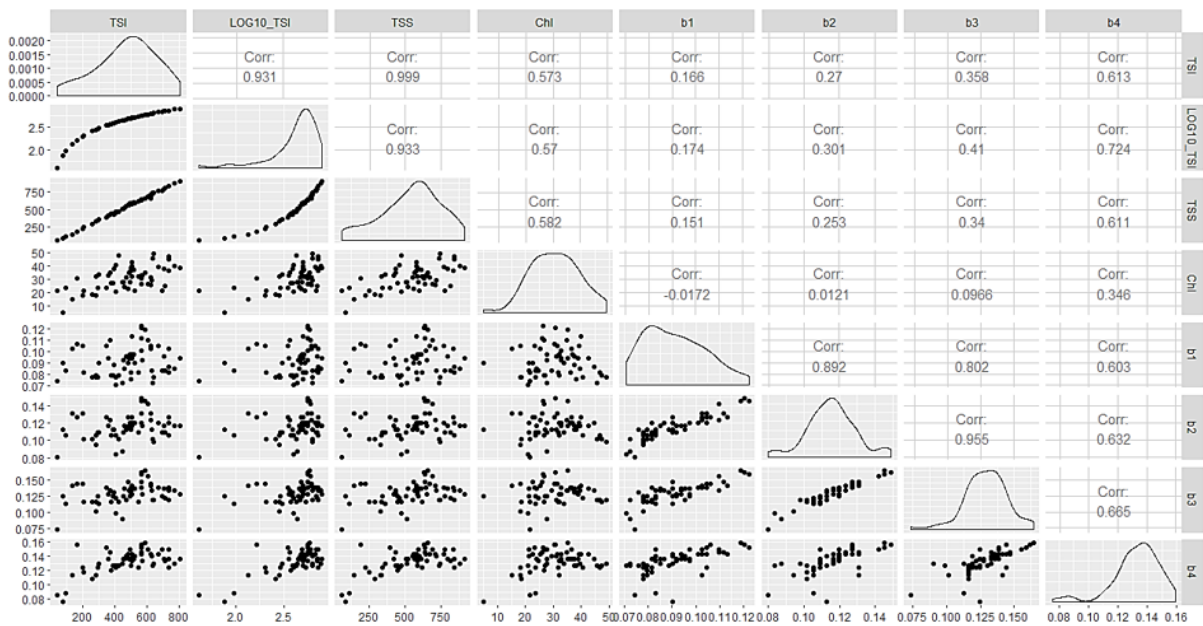 TSI LOG10_TSI TSS Chl b1 b2 b3 b4
0.0020
0.0015
0.0010
0.0005
0.0000
Corr: Corr: Corr: Corr: Corr: Corr: Corr:
0.931 0.999 0.573 0.166 0.27 0.358 0.613
TSI
2.5
2.0
Corr: Corr: Corr: Corr: Corr: Corr:
0.933 0.57 0.174 0.301 0.41 0.724
LOG10_TSI
750
500
250
Corr: Corr: Corr: Corr: Corr:
0.582 0.151 0.253 0.34 0.611
TSS
50
40
30
20
10
Corr: Corr: Corr: Corr:
-0.0172 0.0121 0.0966 0.346
Chl
0.12
0.11
0.10
0.09
0.08
0.07
Corr: Corr: Corr:
0.892 0.802 0.603
b1
0.14
0.12
0.10
0.08
Corr: Corr:
0.955 0.632
b2
0.150
0.125
0.100
0.075
Corr:
0.665
b3
0.16
0.14
0.12
0.10
0.08
b4
200 400 600 800 2.0 2.5 250 500 750 10 20 30 40 50 0.07 0.08 0.09 0.10 0.11 0.12 0.08 0.10 0.12 0.14 0.075 0.100 0.125 0.150 0.08 0.10 0.12 0.14 0.16